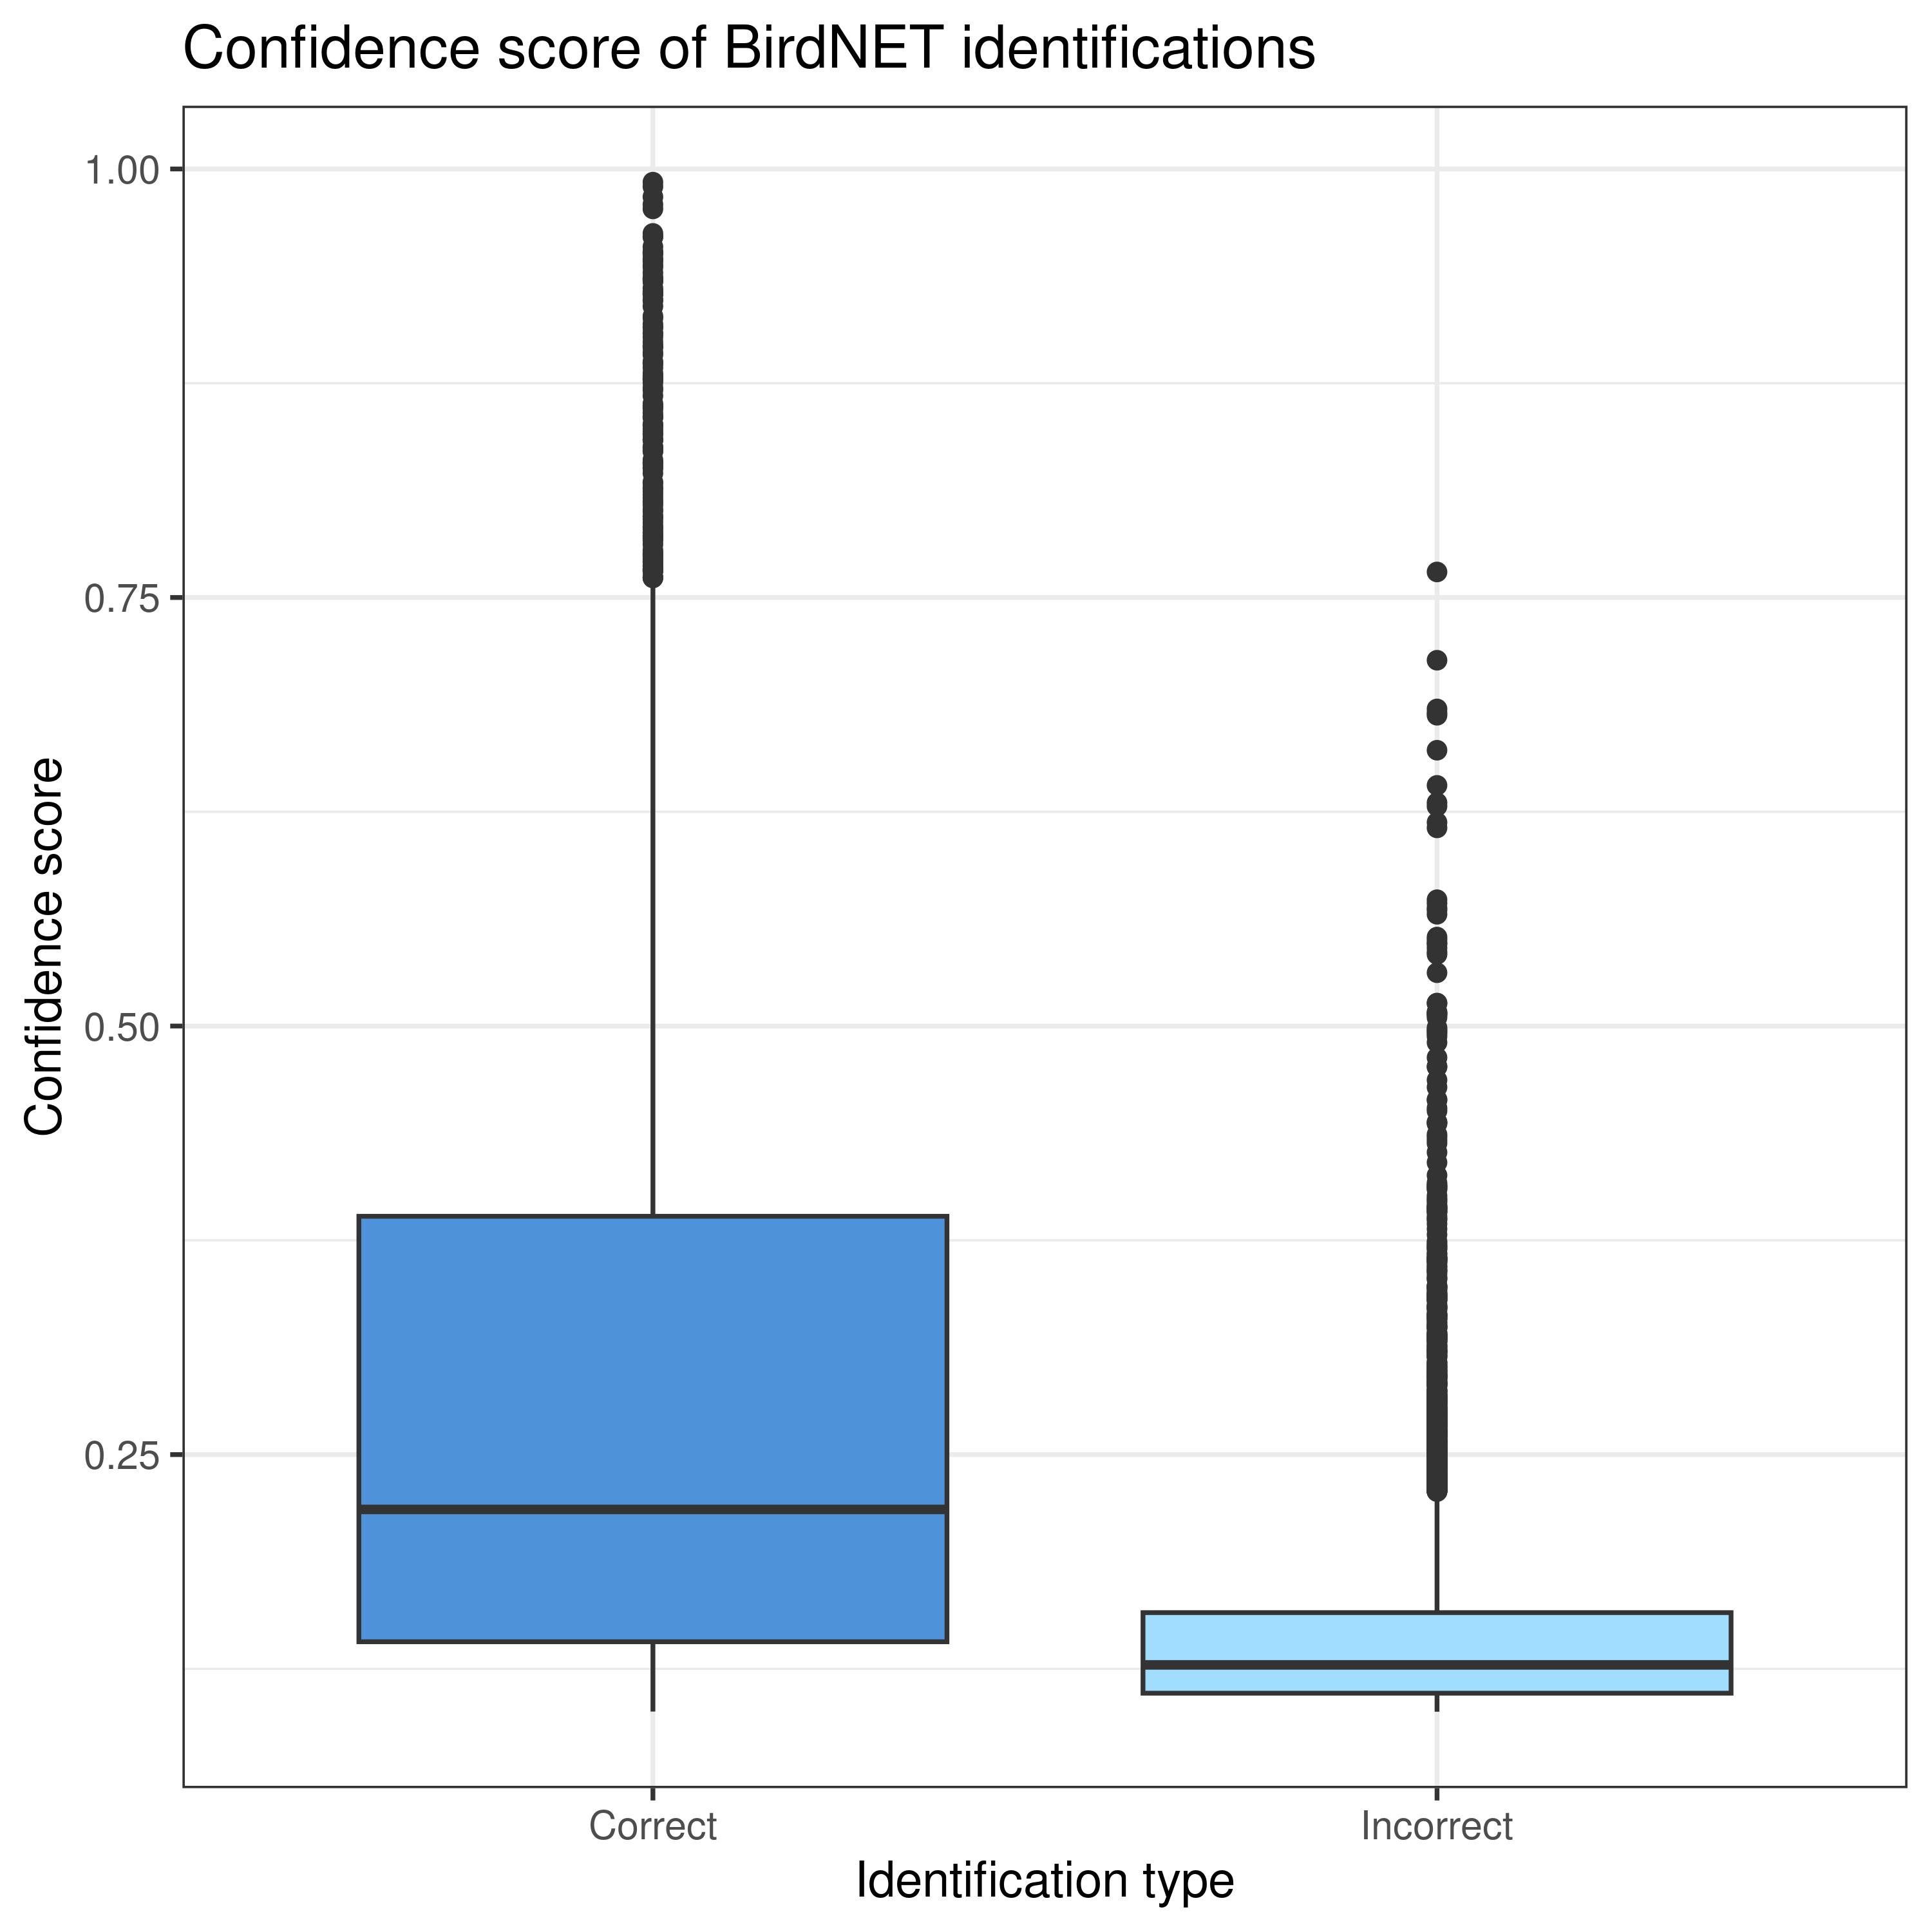 Confidence score of BirdNET identifications
Confidence score
1.00
0.75
0.50
0.25
Correct
Incorrect
Identification type